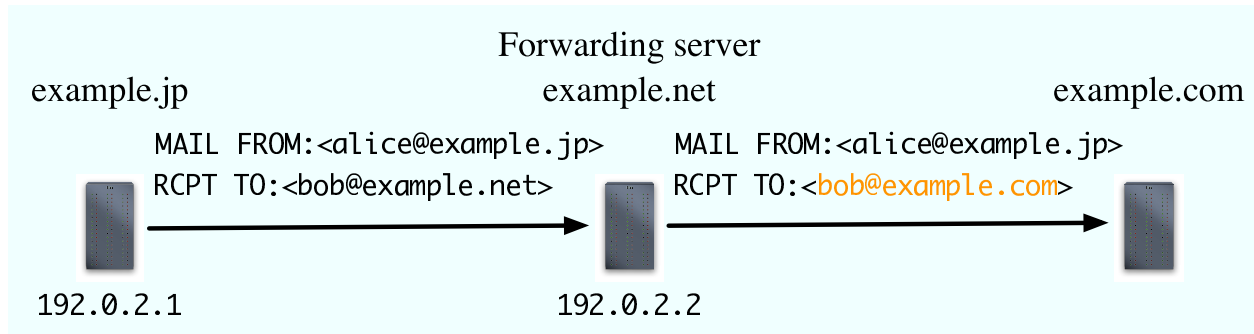 Forwarding server
example.jp
example.net
example.com
MAIL FROM:<alice@example.jp>
RCPT TO:<bob@example.net>
MAIL FROM:<alice@example.jp>
RCPT TO:<bob@example.com>
192.0.2.1
192.0.2.2